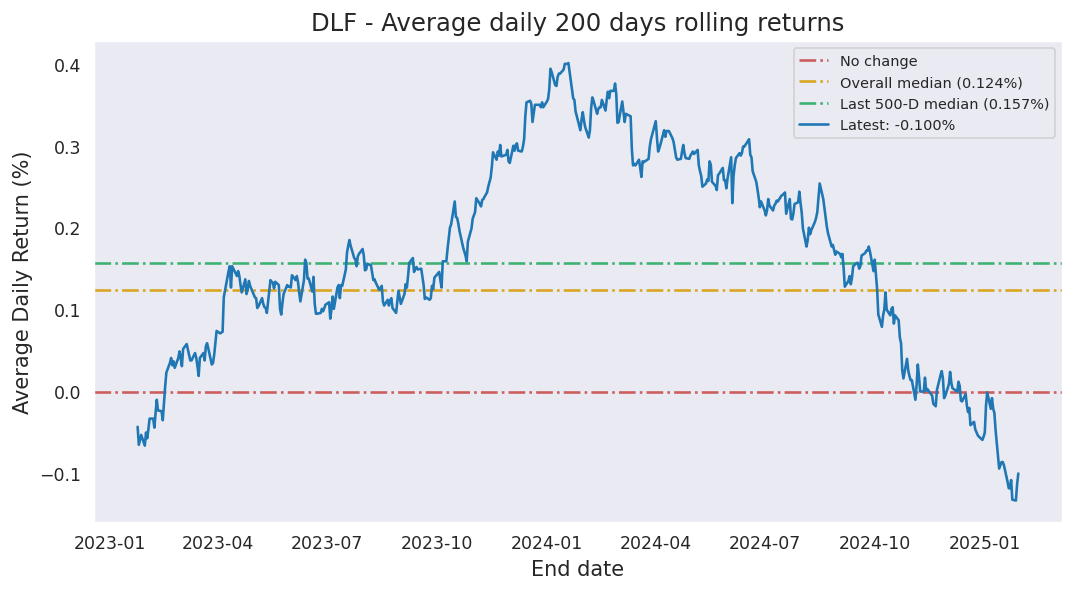 DLF - Average daily 200 days rolling returns
No change
Overall median (0.124%)
Last 500-D median (0.157%)
Latest: -0.100%
Average Daily Return (%)
0.4
0.3
0.2
0.1
0.0
−0.1
2023-01 2023-04 2023-07 2023-10 2024-01 2024-04 2024-07 2024-10 2025-01
End date